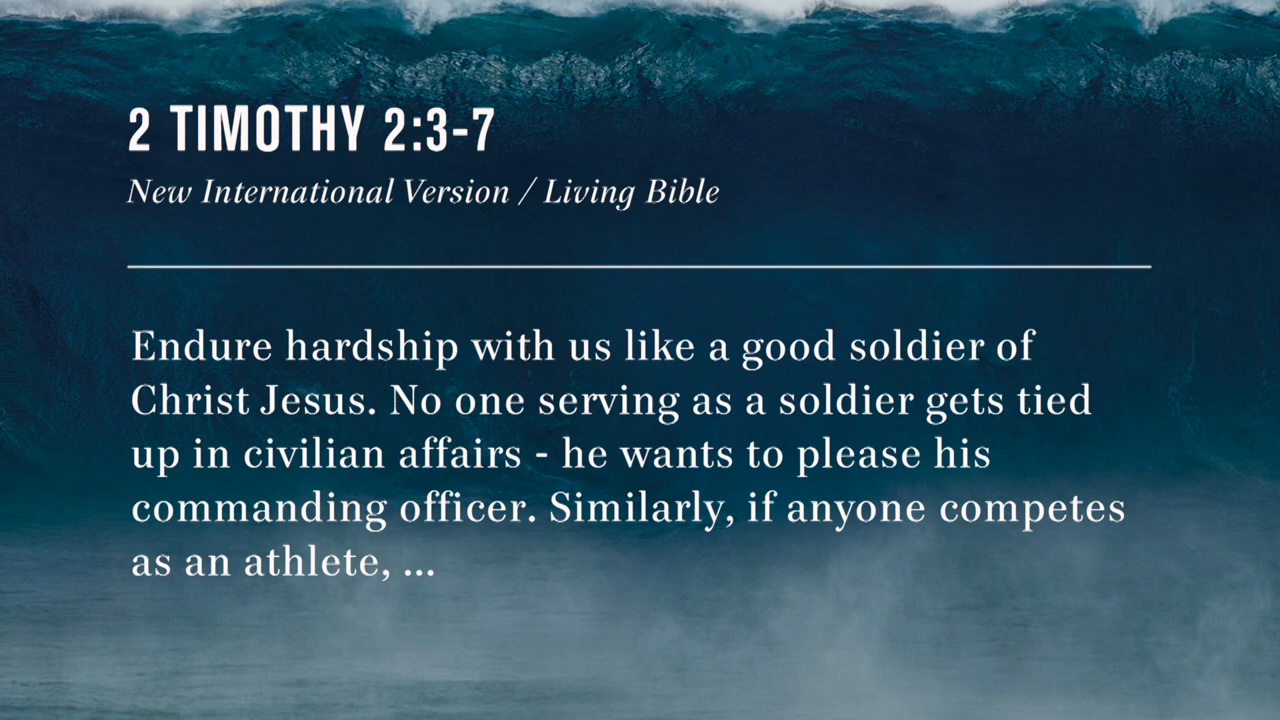 2 TIMOTHY 2:3-7
New International Version / Living Bible
Endure hardship with us like a good soldier of
Christ Jesus. No one serving as a soldier gets tied
up in civilian affairs - he wants to please his
commanding officer. Similarly, if anyone competes
as an athlete, ...